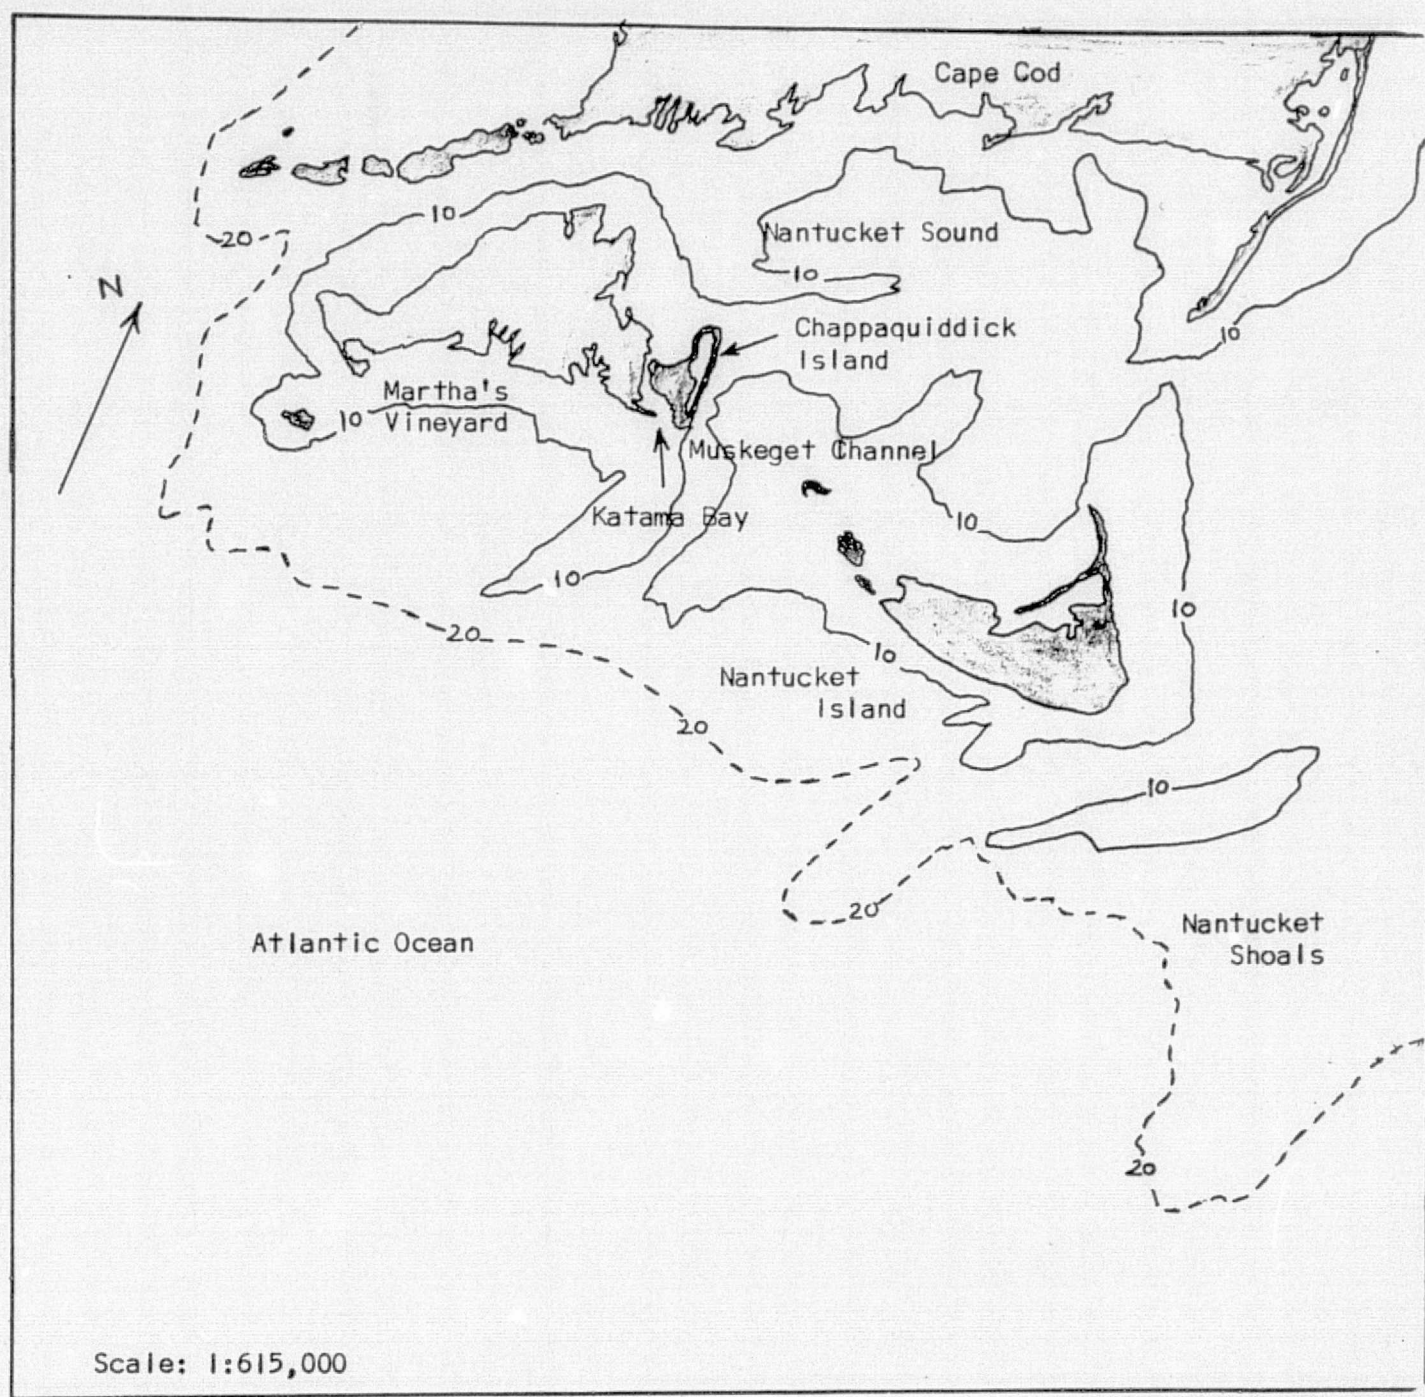 Cape Cod
10
20
Nantucket Sound
10
N
Chappaquiddick
Island
10
Martha's
10 Vineyard
Muskeget Channel
Katama Bay
10
10
10
20
10
Nantucket
Island
20
10
20
Nantucket
Shoals
Atlantic Ocean
20
Scale: 1:615,000